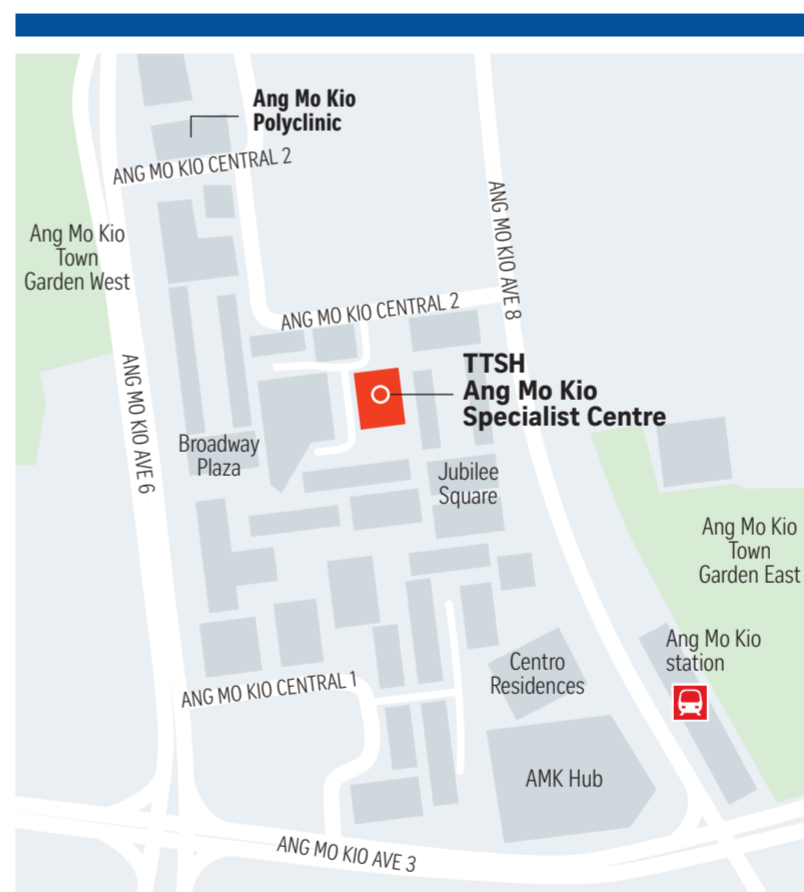 Ang Mo Kio
Polyclinic
ANG MO KIO CENTRAL 2
Ang Mo Kio
Town
Garden West
ANG MO KIO AVE 8
ANG MO KIO CENTRAL 2
TTSH
Ang Mo Kio
Specialist Centre
ANG MO KIO AVE 6
Broadway
Plaza
Jubilee
Square
Ang Mo Kio
Town
Garden East
Ang Mo Kio
station
Centro
Residences
ANG MO KIO CENTRAL 1
AMK Hub
ANG MO KIO AVE 3